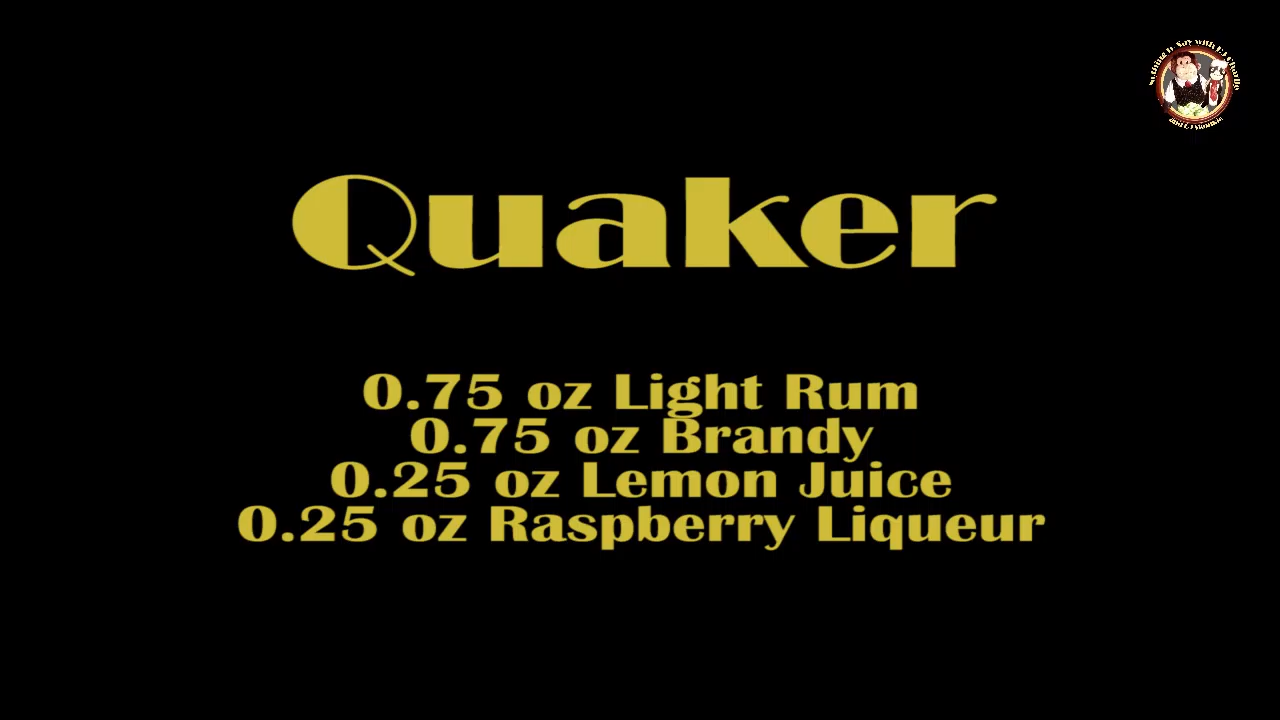 Quaker
0.75 oz Light Rum
0.75 oz Brandy
0.25 oz Lemon Juice
0.25 oz Raspberry Liqueur